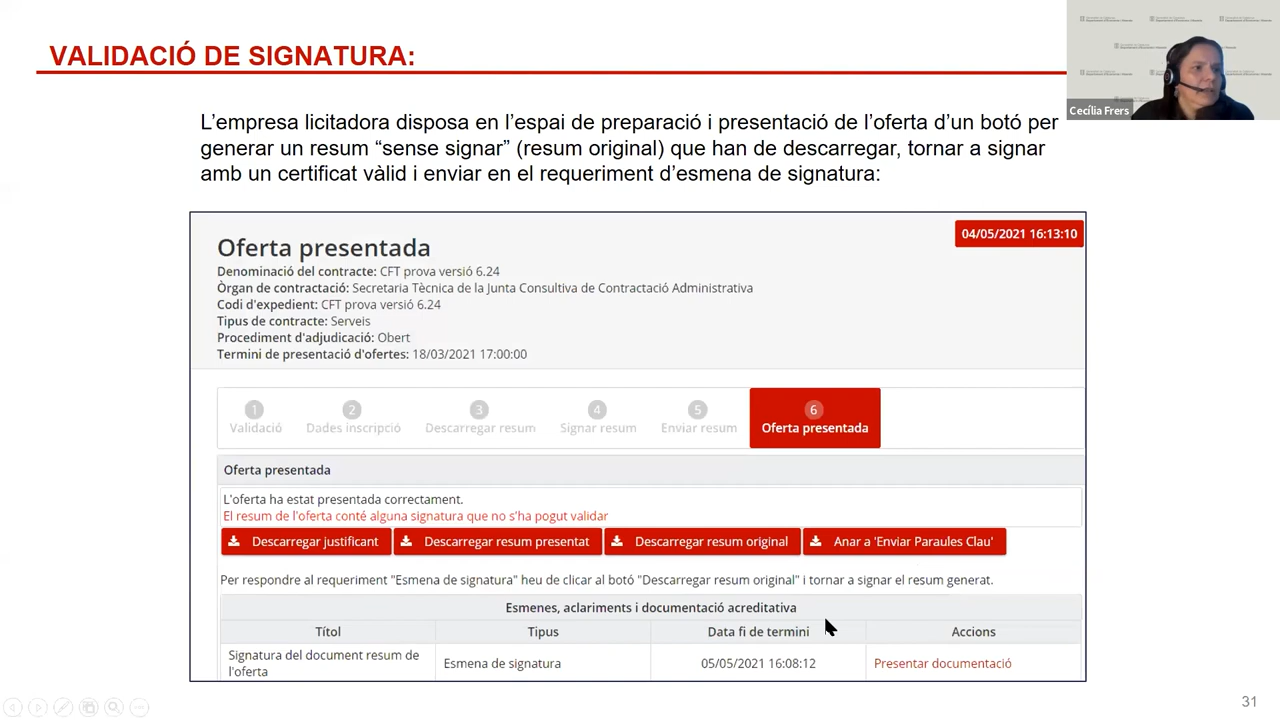 VALIDACIÓ DE SIGNATURA:
Cecília Frers
L'empresa licitadora disposa en l'espai de preparació i presentació de l'oferta d'un botó per
generar un resum “sense signar” (resum original) que han de descarregar, tornar a signar
amb un certificat vàlid i enviar en el requeriment d'esmena de signatura:
04/05/2021 16:13:10
Oferta presentada
Denominació del contracte: CFT prova versió 6.24
Òrgan de contractació: Secretaria Tècnica de la Junta Consultiva de Contractació Administrativa
Codi d'expedient: CFT prova versió 6.24
Tipus de contracte: Serveis
Procediment d'adjudicació: Obert
Termini de presentació d'ofertes: 18/03/2021 17:00:00
1 2 3 4 5 6
Validació Dades inscripció Descarregar resum Signar resum Enviar resum Oferta presentada
Oferta presentada
L'oferta ha estat presentada correctament.
El resum de l'oferta conté alguna signatura que no s'ha pogut validar
Descarregar justificant Descarregar resum presentat Descarregar resum original Anar a 'Enviar Paraules Clau'
Per respondre al requeriment "Esmena de signatura" heu de clicar al botó "Descarregar resum original" i tornar a signar el resum generat.
Esmenes, aclariments i documentació acreditativa
Títol Tipus Data fi de termini Accions
Signatura del document resum de
l'oferta Esmena de signatura 05/05/2021 16:08:12 Presentar documentació
31